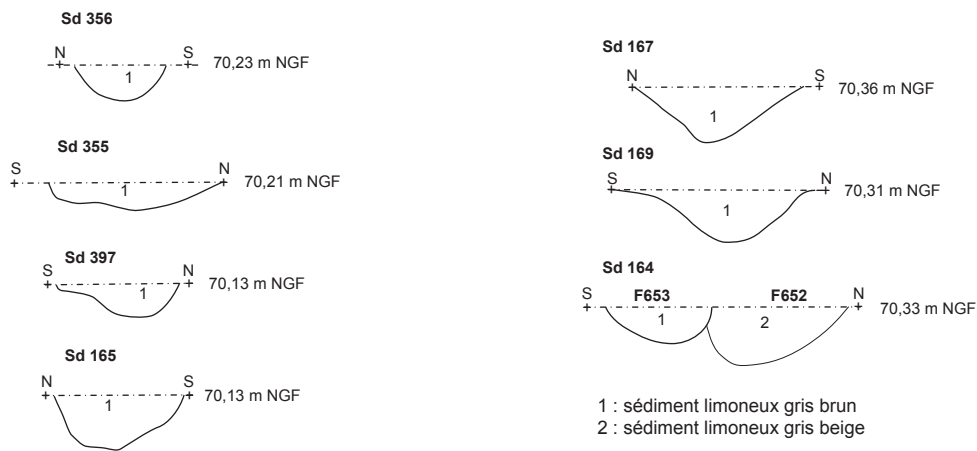 Sd 356
N S
1
70,23 m NGF
Sd 355
S N
1
70,21 m NGF
Sd 397
S N
1
70,13 m NGF
Sd 165
N S
1
70,13 m NGF
Sd 167
N S
1
70,36 m NGF
Sd 169
S N
1
70,31 m NGF
Sd 164
S F653 F652 N
1 2
70,33 m NGF
1 : sédiment limoneux gris brun
2 : sédiment limoneux gris beige